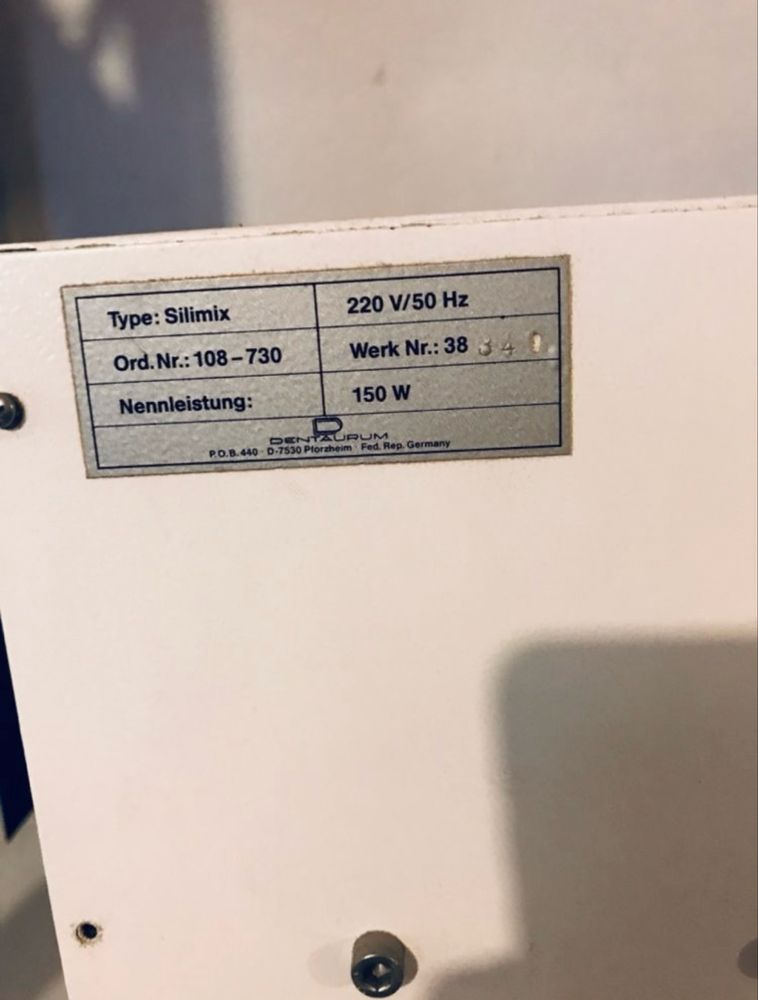 Type: Silimix
220 V/50 Hz
Ord.Nr.: 108-730
Werk Nr.: 38 34
Nennleistung:
150 W
D
DENTAURUM
P.O.B. 440 · D-7530 Pforzheim · Fed. Rep. Germany